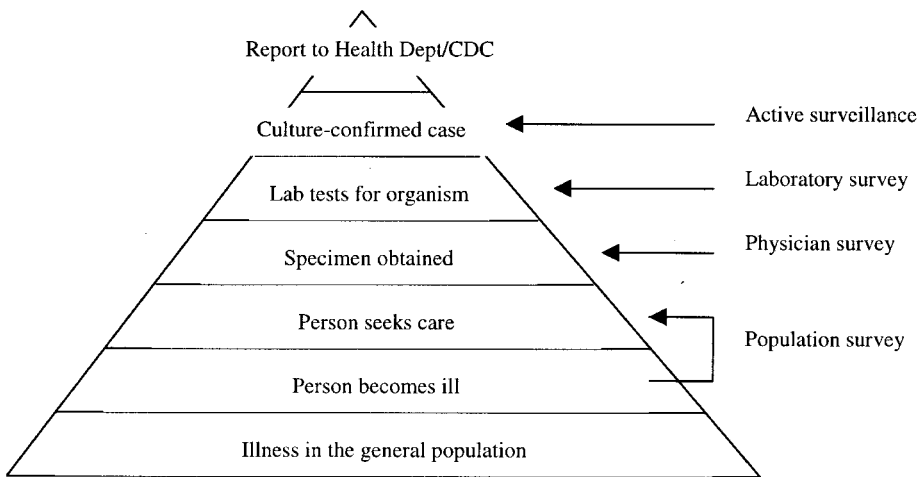 Report to Health Dept/CDC
Culture-confirmed case
Active surveillance
Lab tests for organism
Laboratory survey
Specimen obtained
Physician survey
Person seeks care
Population survey
Person becomes ill
Illness in the general population